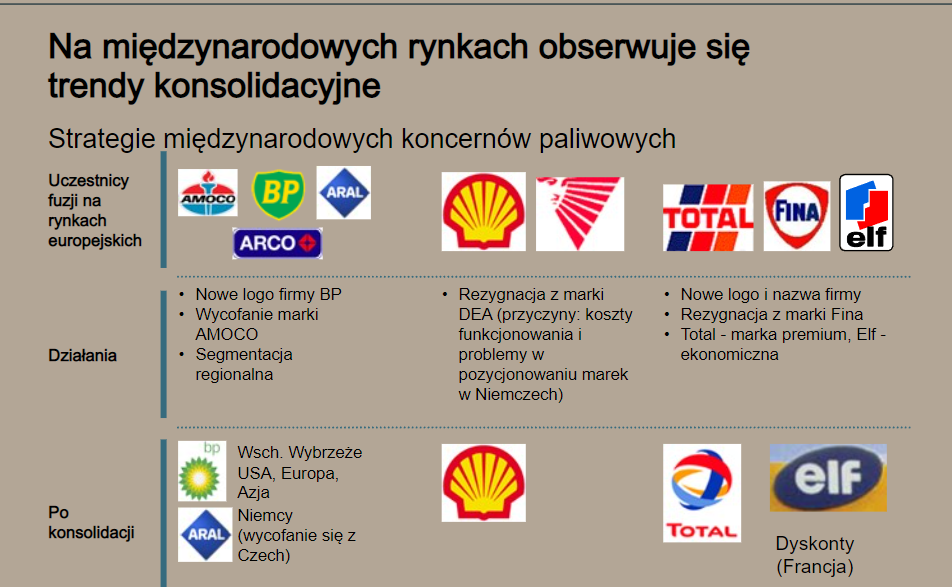 Na międzynarodowych rynkach obserwuje się
trendy konsolidacyjne
Strategie międzynarodowych koncernów paliwowych
Uczestnicy
fuzji na
rynkach
europejskich
AMOCO
BP
ARAL
ARCO
TOTAL
FINA
elf
Działania
• Nowe logo firmy BP
• Wycofanie marki
AMOCO
• Segmentacja
regionalna
• Rezygnacja z marki
DEA (przyczyny: koszty
funkcjonowania i
problemy w
pozycjonowaniu marek
w Niemczech)
• Nowe logo i nazwa firmy
• Rezygnacja z marki Fina
• Total - marka premium, Elf -
ekonomiczna
Po
konsolidacji
bp
Wsch. Wybrzeże
USA, Europa,
Azja
ARAL
Niemcy
(wycofanie się z
Czech)
TOTAL
elf
Dyskonty
(Francja)